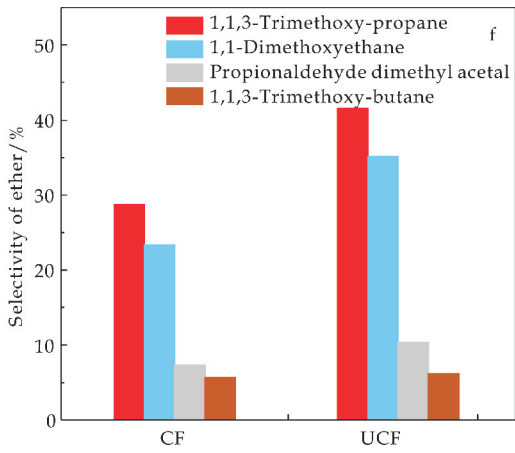 1,1,3-Trimethoxy-propane
1,1-Dimethoxyethane
Propionaldehyde dimethyl acetal
1,1,3-Trimethoxy-butane
f
Selectivity of ether/%
50
40
30
20
10
0
CF UCF